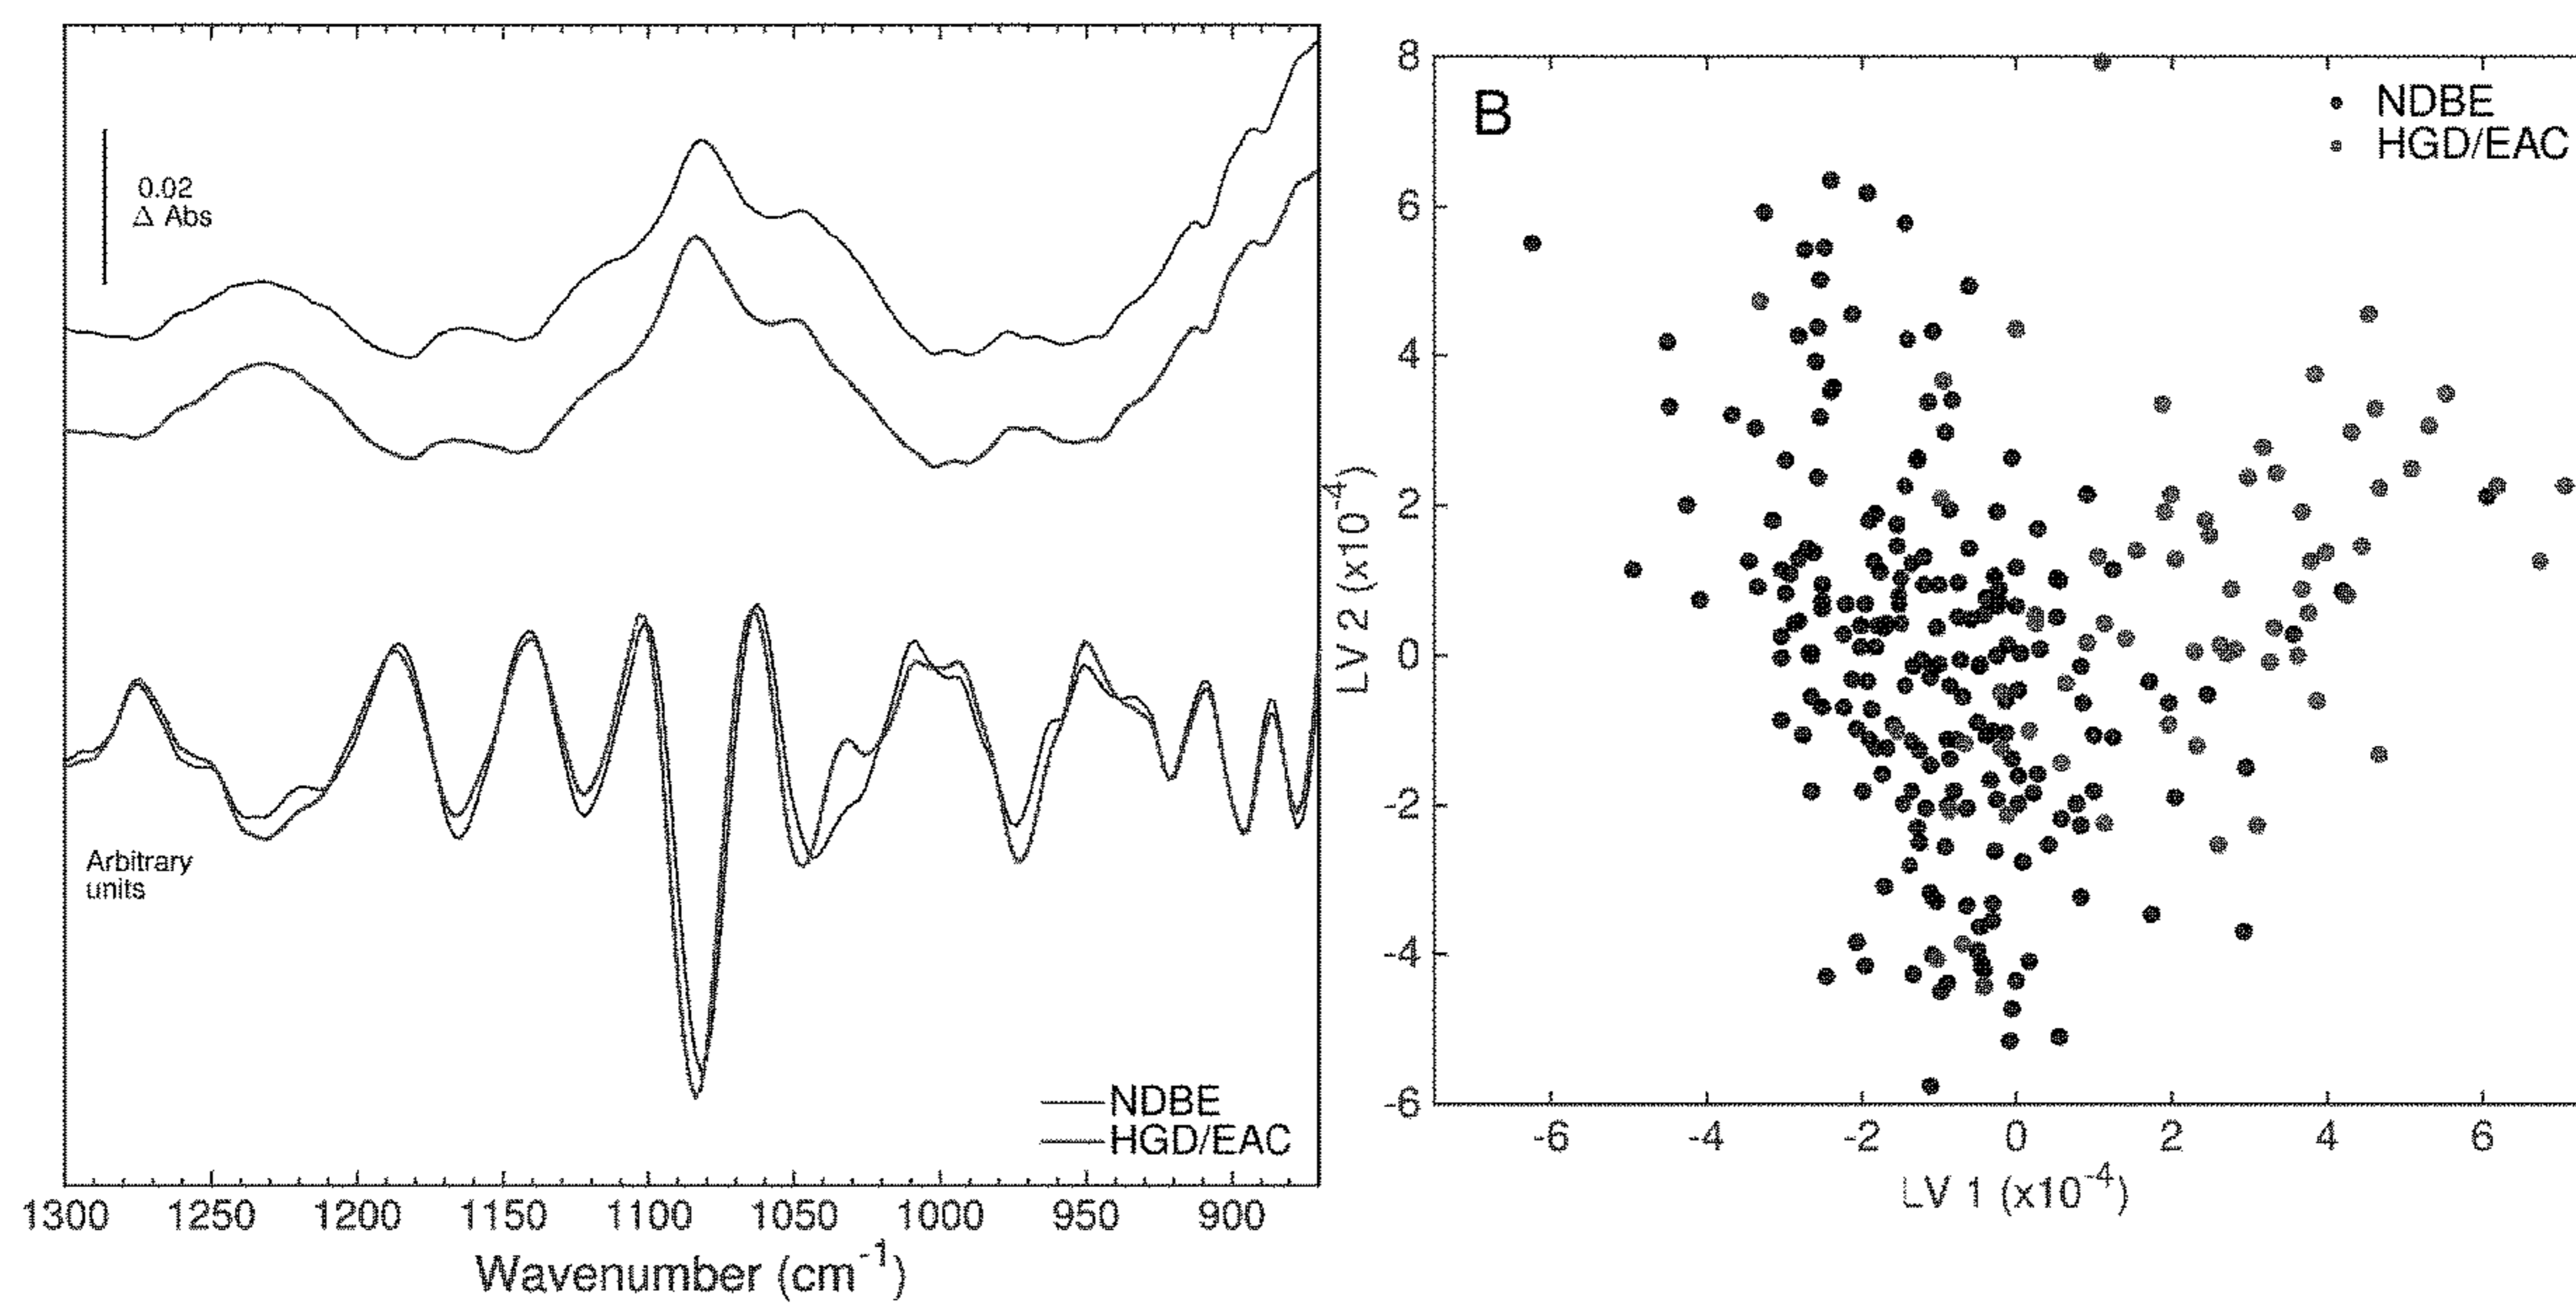 0.02
Δ Abs
Arbitrary
units
NDBE
HGD/EAC
1300 1250 1200 1150 1100 1050 1000 950 900
Wavenumber (cm⁻¹)
B
NDBE
HGD/EAC
8
6
4
2
0
-2
-4
-6
LV 2 (x10⁻⁴)
-6 -4 -2 0 2 4 6
LV 1 (x10⁻⁴)